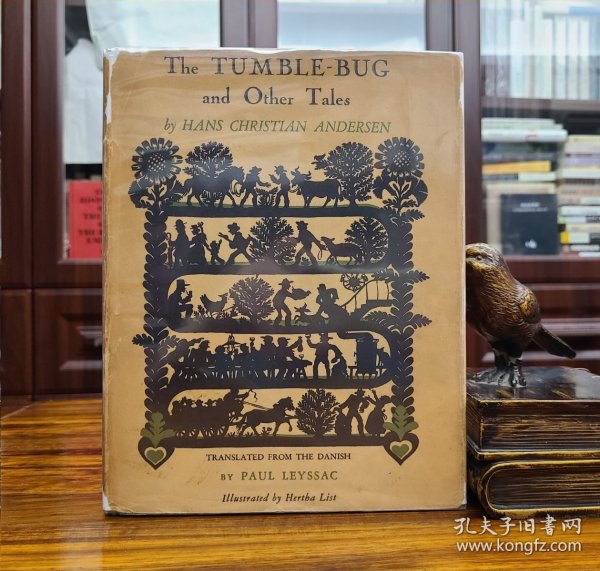 The TUMBLE-BUG
and Other Tales
by HANS CHRISTIAN ANDERSEN
TRANSLATED FROM THE DANISH
BY PAUL LEYSSAC
Illustrated by Hertha List
孔夫子旧书网
www.kongfz.com